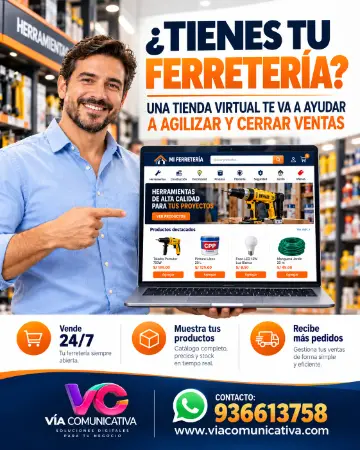 HERRAMIENTAS
¿TIENES TU
FERRETERÍA?
UNA TIENDA VIRTUAL TE VA A AYUDAR
A AGILIZAR Y CERRAR VENTAS
MI FERRETERÍA
HERRAMIENTAS
DE ALTA CALIDAD
PARA TUS PROYECTOS
VER PRODUCTOS
Productos destacados
CPP
Vende
24/7
Tu ferretería siempre
abierta.
Muestra tus
productos
Catálogo completo,
precios y stock
en tiempo real.
Recibe
más pedidos
Gestiona tus ventas
de forma simple
y eficiente.
VC
VÍA COMUNICATIVA
SOLUCIONES DIGITALES
PARA TU NEGOCIO
CONTACTO:
936613758
www.viacomunicativa.com